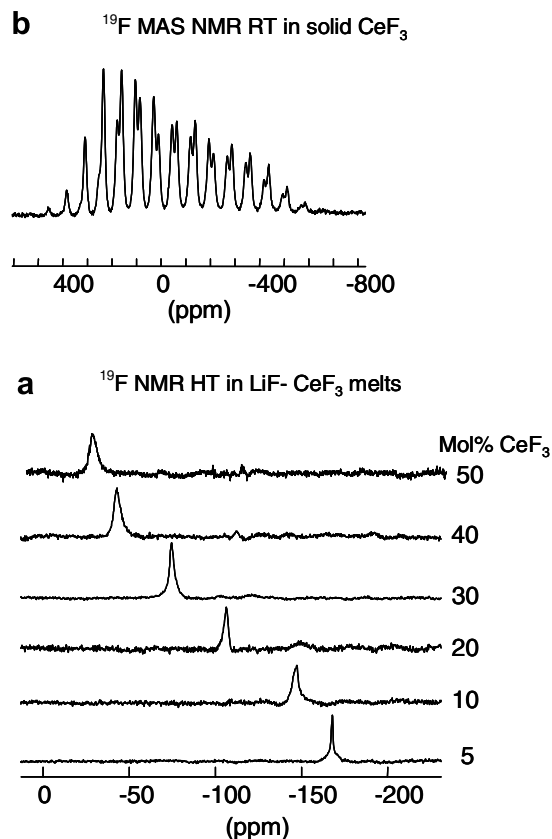 b
¹⁹F MAS NMR RT in solid CeF₃
400 0 -400 -800
(ppm)
a
¹⁹F NMR HT in LiF- CeF₃ melts
Mol% CeF₃
50
40
30
20
10
5
0 -50 -100 -150 -200
(ppm)